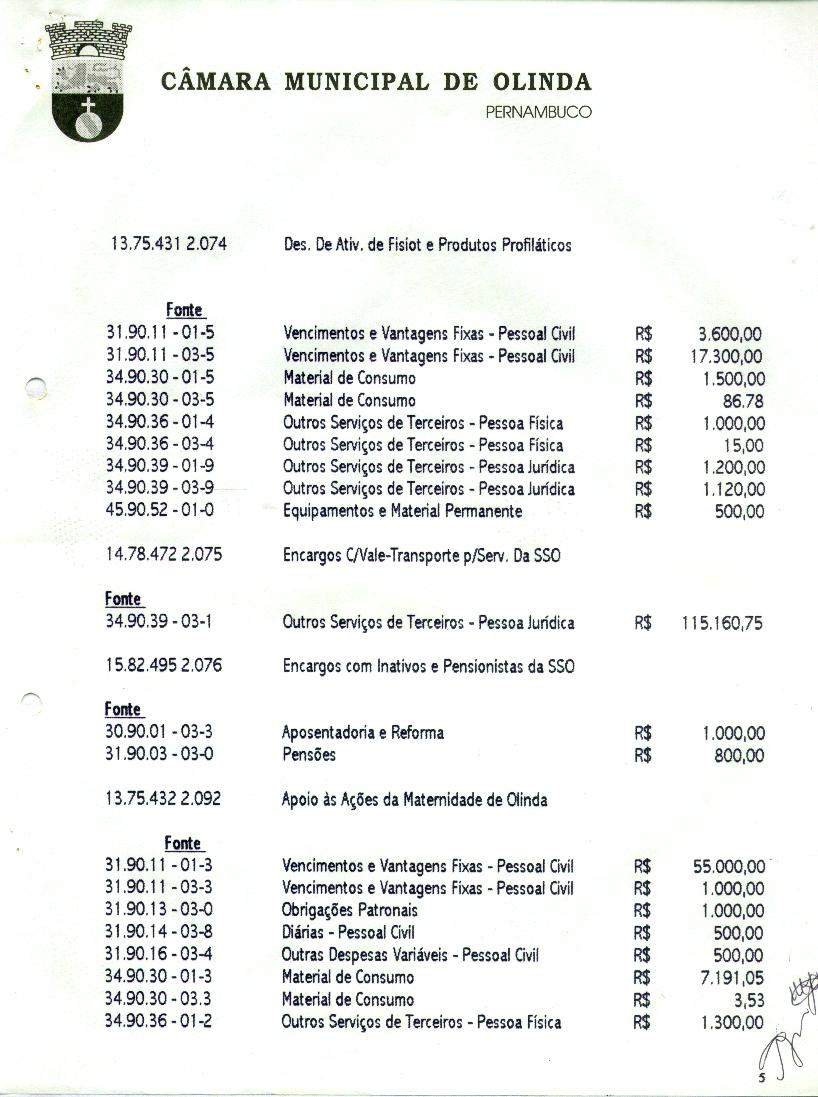 CÂMARA MUNICIPAL DE OLINDA
PERNAMBUCO
13.75.431 2.074 Des. De Ativ. de Fisiot e Produtos Profiláticos
Fonte
31.90.11 - 01-5 Vencimentos e Vantagens Fixas - Pessoal Civil R$ 3.600,00
31.90.11 - 03-5 Vencimentos e Vantagens Fixas - Pessoal Civil R$ 17.300,00
34.90.30 - 01-5 Material de Consumo R$ 1.500,00
34.90.30 - 03-5 Material de Consumo R$ 86.78
34.90.36 - 01-4 Outros Serviços de Terceiros - Pessoa Física R$ 1.000,00
34.90.36 - 03-4 Outros Serviços de Terceiros - Pessoa Física R$ 15,00
34.90.39 - 01-9 Outros Serviços de Terceiros - Pessoa Jurídica R$ 1.200,00
34.90.39 - 03-9 Outros Serviços de Terceiros - Pessoa Jurídica R$ 1.120,00
45.90.52 - 01-0 Equipamentos e Material Permanente R$ 500,00
14.78.472 2.075 Encargos C/Vale-Transporte p/Serv. Da SSO
Fonte
34.90.39 - 03-1 Outros Serviços de Terceiros - Pessoa Jurídica R$ 115.160,75
15.82.495 2.076 Encargos com Inativos e Pensionistas da SSO
Fonte
30.90.01 - 03-3 Aposentadoria e Reforma R$ 1.000,00
31.90.03 - 03-0 Pensões R$ 800,00
13.75.432 2.092 Apoio às Ações da Maternidade de Olinda
Fonte
31.90.11 - 01-3 Vencimentos e Vantagens Fixas - Pessoal Civil R$ 55.000,00
31.90.11 - 03-3 Vencimentos e Vantagens Fixas - Pessoal Civil R$ 1.000,00
31.90.13 - 03-0 Obrigações Patronais R$ 1.000,00
31.90.14 - 03-8 Diárias - Pessoal Civil R$ 500,00
31.90.16 - 03-4 Outras Despesas Variáveis - Pessoal Civil R$ 500,00
34.90.30 - 01-3 Material de Consumo R$ 7.191,05
34.90.30 - 03.3 Material de Consumo R$ 3,53
34.90.36 - 01-2 Outros Serviços de Terceiros - Pessoa Física R$ 1.300,00
5